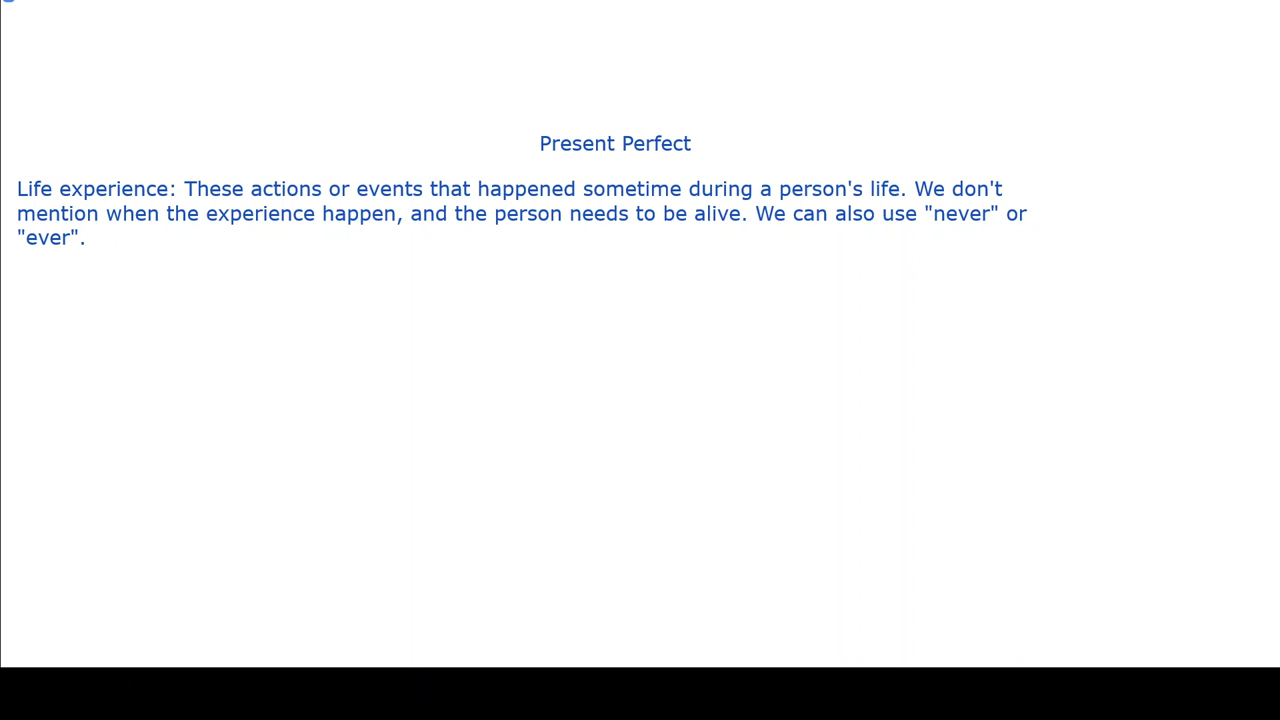 Present Perfect
Life experience: These actions or events that happened sometime during a person's life. We don't
mention when the experience happen, and the person needs to be alive. We can also use "never" or
"ever".